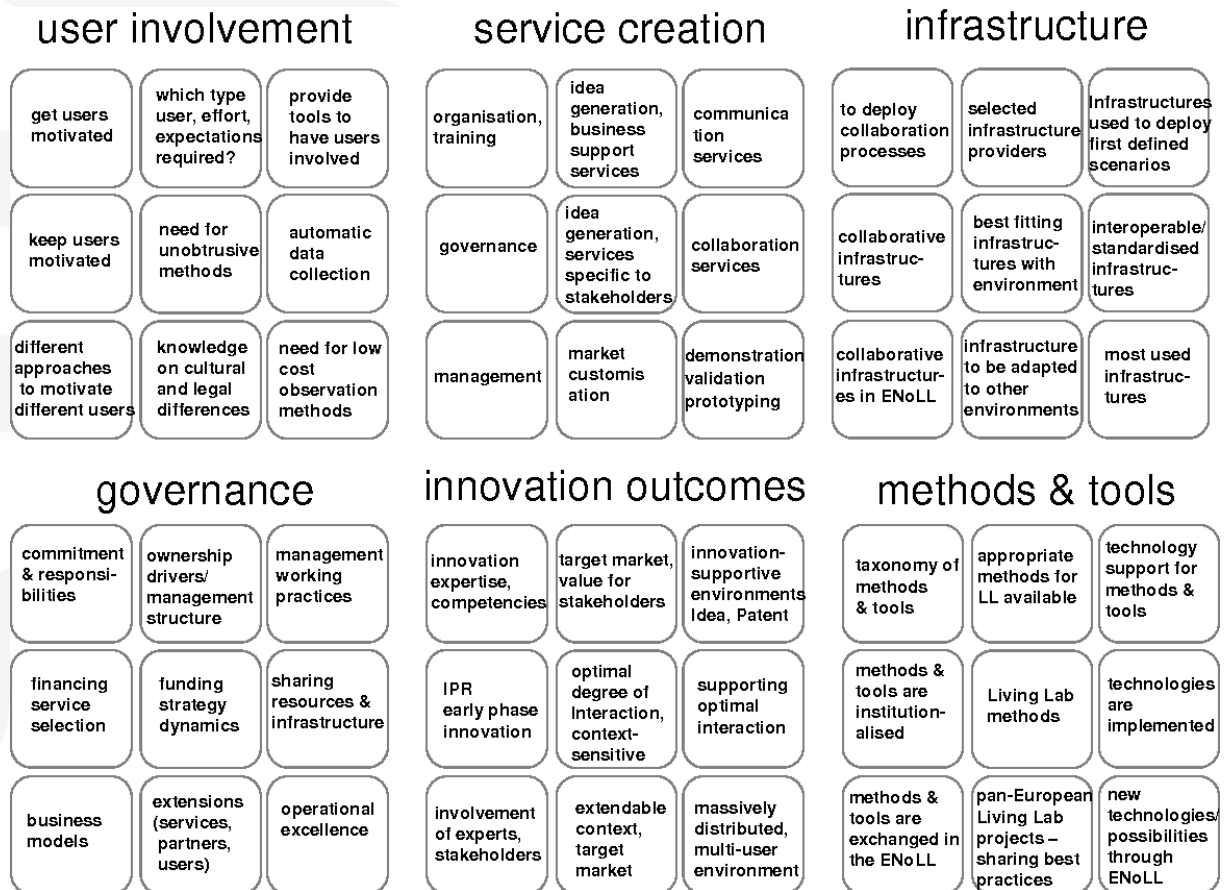 user involvement
get users
motivated
which type
user, effort,
expectations
required?
provide
tools to
have users
involved
keep users
motivated
need for
unobtrusive
methods
automatic
data
collection
different
approaches
to motivate
different users
knowledge
on cultural
and legal
differences
need for low
cost
observation
methods
service creation
organisation,
training
idea
generation,
business
support
services
communica
tion
services
governance
idea
generation,
services
specific to
stakeholders
collaboration
services
management
market
customis
ation
demonstration
validation
prototyping
infrastructure
to deploy
collaboration
processes
selected
infrastructure
providers
Infrastructures
used to deploy
first defined
scenarios
collaborative
infrastruc-
tures
best fitting
infrastruc-
tures with
environment
interoperable/
standardised
infrastruc-
tures
collaborative
infrastructur-
es in ENoLL
infrastructure
to be adapted
to other
environments
most used
infrastruc-
tures
governance
commitment
& responsi-
bilities
ownership
drivers/
management
structure
management
working
practices
financing
service
selection
funding
strategy
dynamics
sharing
resources &
infrastructure
business
models
extensions
(services,
partners,
users)
operational
excellence
innovation outcomes
innovation
expertise,
competencies
target market,
value for
stakeholders
innovation-
supportive
environments
Idea, Patent
IPR
early phase
innovation
optimal
degree of
Interaction,
context-
sensitive
supporting
optimal
interaction
involvement
of experts,
stakeholders
extendable
context,
target
market
massively
distributed,
multi-user
environment
methods & tools
taxonomy of
methods
& tools
appropriate
methods for
LL available
technology
support for
methods &
tools
methods &
tools are
institution-
alised
Living Lab
methods
technologies
are
implemented
methods &
tools are
exchanged in
the ENoLL
pan-European
Living Lab
projects –
sharing best
practices
new
technologies/
possibilities
through
ENoLL